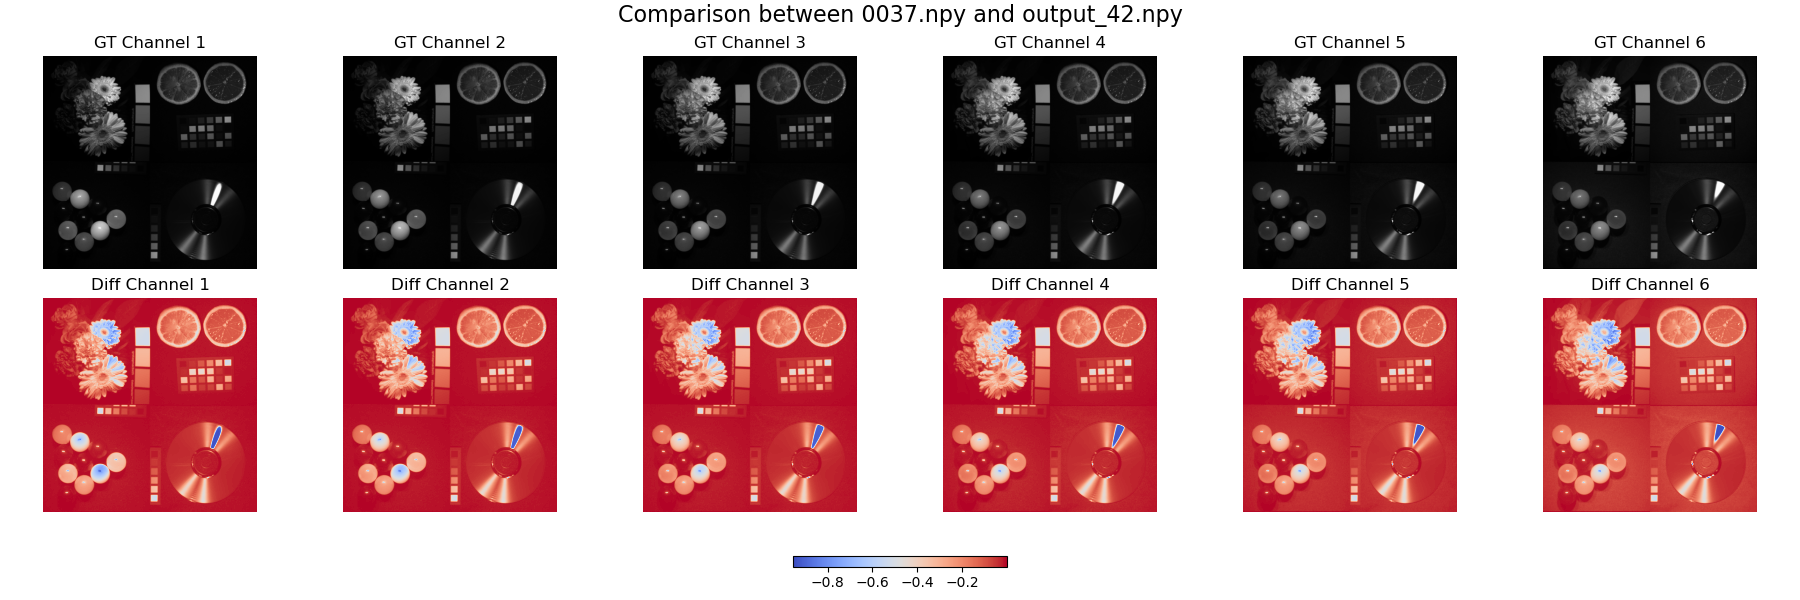 Comparison between 0037.npy and output_42.npy
GT Channel 1
GT Channel 2
GT Channel 3
GT Channel 4
GT Channel 5
GT Channel 6
Diff Channel 1
Diff Channel 2
Diff Channel 3
Diff Channel 4
Diff Channel 5
Diff Channel 6
−0.8 −0.6 −0.4 −0.2